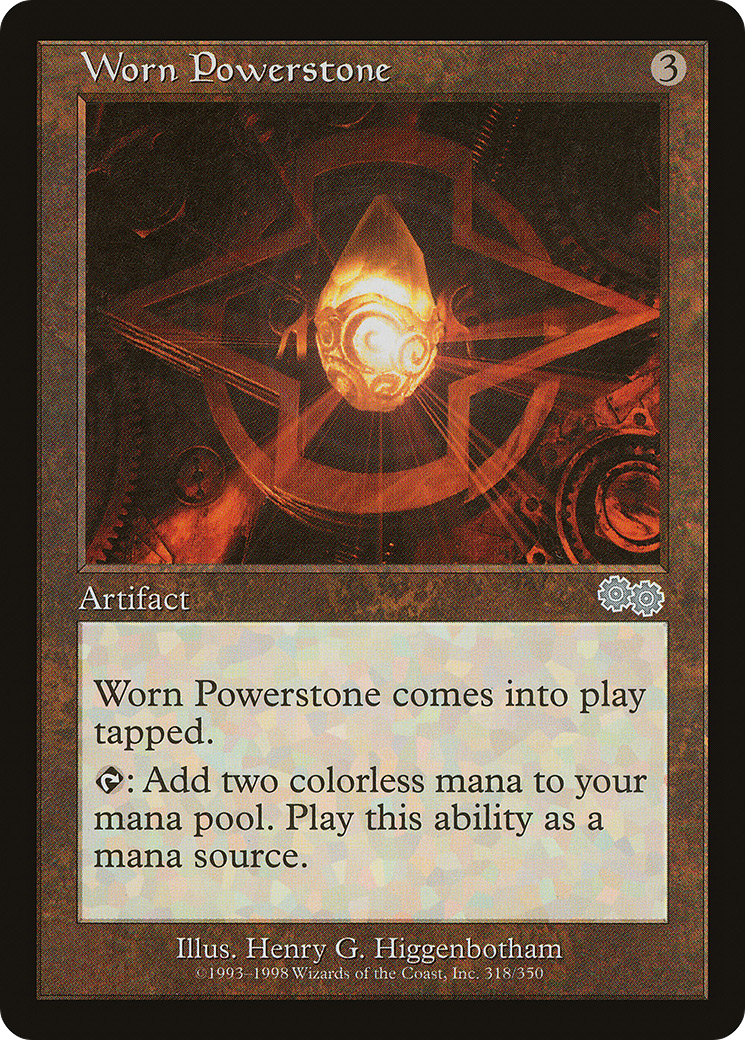 Worn Powerstone
3
Artifact
Worn Powerstone comes into play
tapped.
: Add two colorless mana to your
mana pool. Play this ability as a
mana source.
Illus. Henry G. Higgenbotham
©1993–1998 Wizards of the Coast, Inc. 318/350